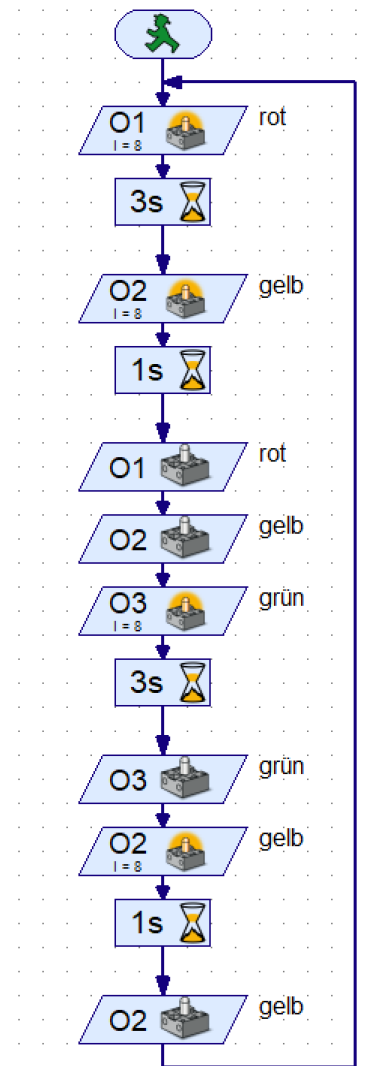 O1 rot
I = 8
3s
O2 gelb
I = 8
1s
O1 rot
O2 gelb
O3 grün
I = 8
3s
O3 grün
O2 gelb
I = 8
1s
O2 gelb